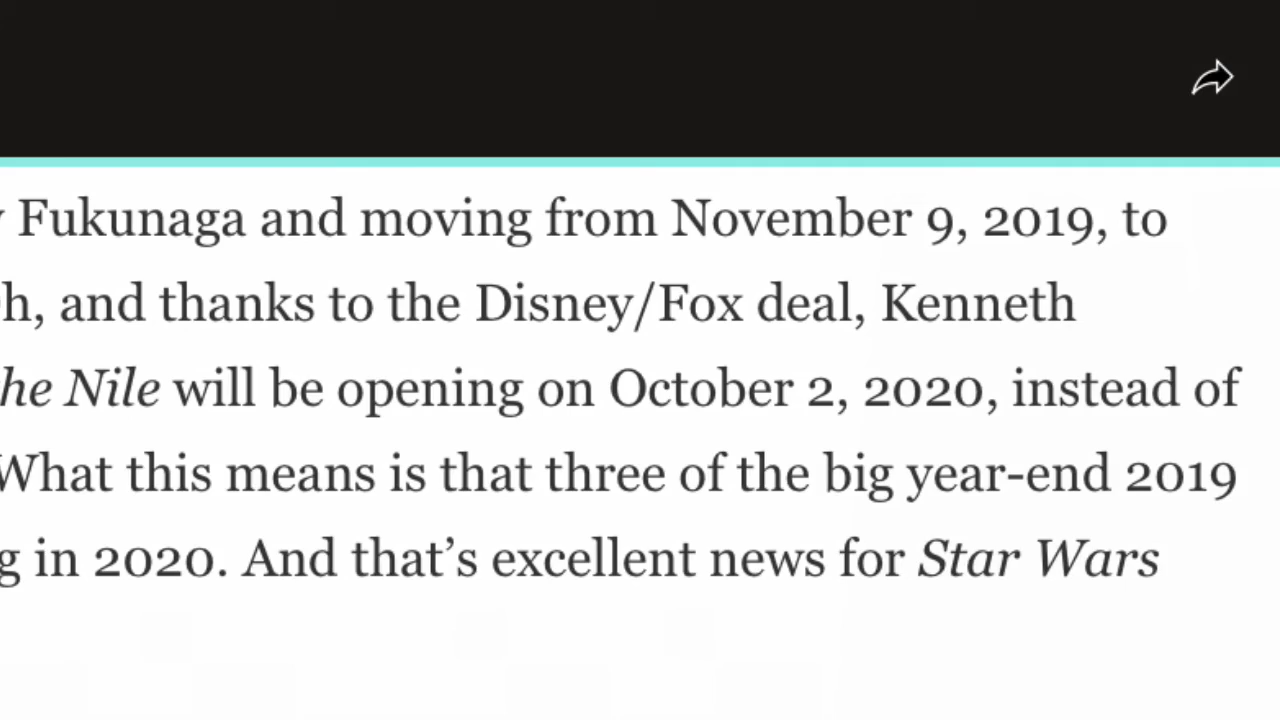 Fukunaga and moving from November 9, 2019, to
h, and thanks to the Disney/Fox deal, Kenneth
he Nile will be opening on October 2, 2020, instead of
What this means is that three of the big year-end 2019
g in 2020. And that’s excellent news for Star Wars